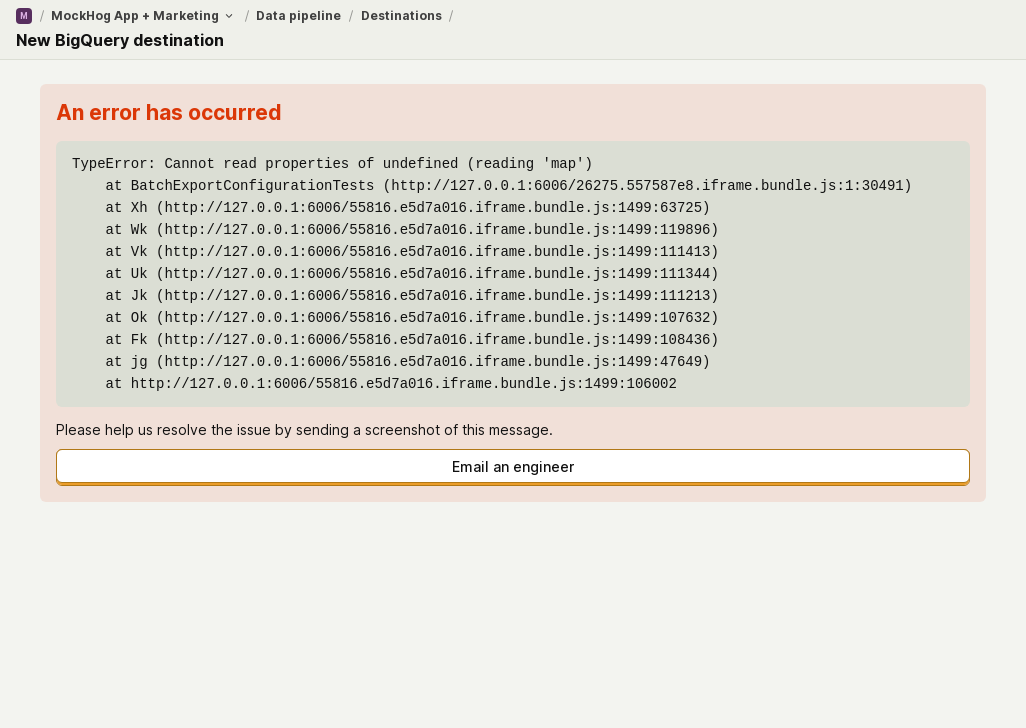 M / MockHog App + Marketing / Data pipeline / Destinations /
New BigQuery destination
An error has occurred
TypeError: Cannot read properties of undefined (reading 'map')
at BatchExportConfigurationTests (http://127.0.0.1:6006/26275.557587e8.iframe.bundle.js:1:30491)
at Xh (http://127.0.0.1:6006/55816.e5d7a016.iframe.bundle.js:1499:63725)
at Wk (http://127.0.0.1:6006/55816.e5d7a016.iframe.bundle.js:1499:119896)
at Vk (http://127.0.0.1:6006/55816.e5d7a016.iframe.bundle.js:1499:111413)
at Uk (http://127.0.0.1:6006/55816.e5d7a016.iframe.bundle.js:1499:111344)
at Jk (http://127.0.0.1:6006/55816.e5d7a016.iframe.bundle.js:1499:111213)
at Ok (http://127.0.0.1:6006/55816.e5d7a016.iframe.bundle.js:1499:107632)
at Fk (http://127.0.0.1:6006/55816.e5d7a016.iframe.bundle.js:1499:108436)
at jg (http://127.0.0.1:6006/55816.e5d7a016.iframe.bundle.js:1499:47649)
at http://127.0.0.1:6006/55816.e5d7a016.iframe.bundle.js:1499:106002
Please help us resolve the issue by sending a screenshot of this message.
Email an engineer